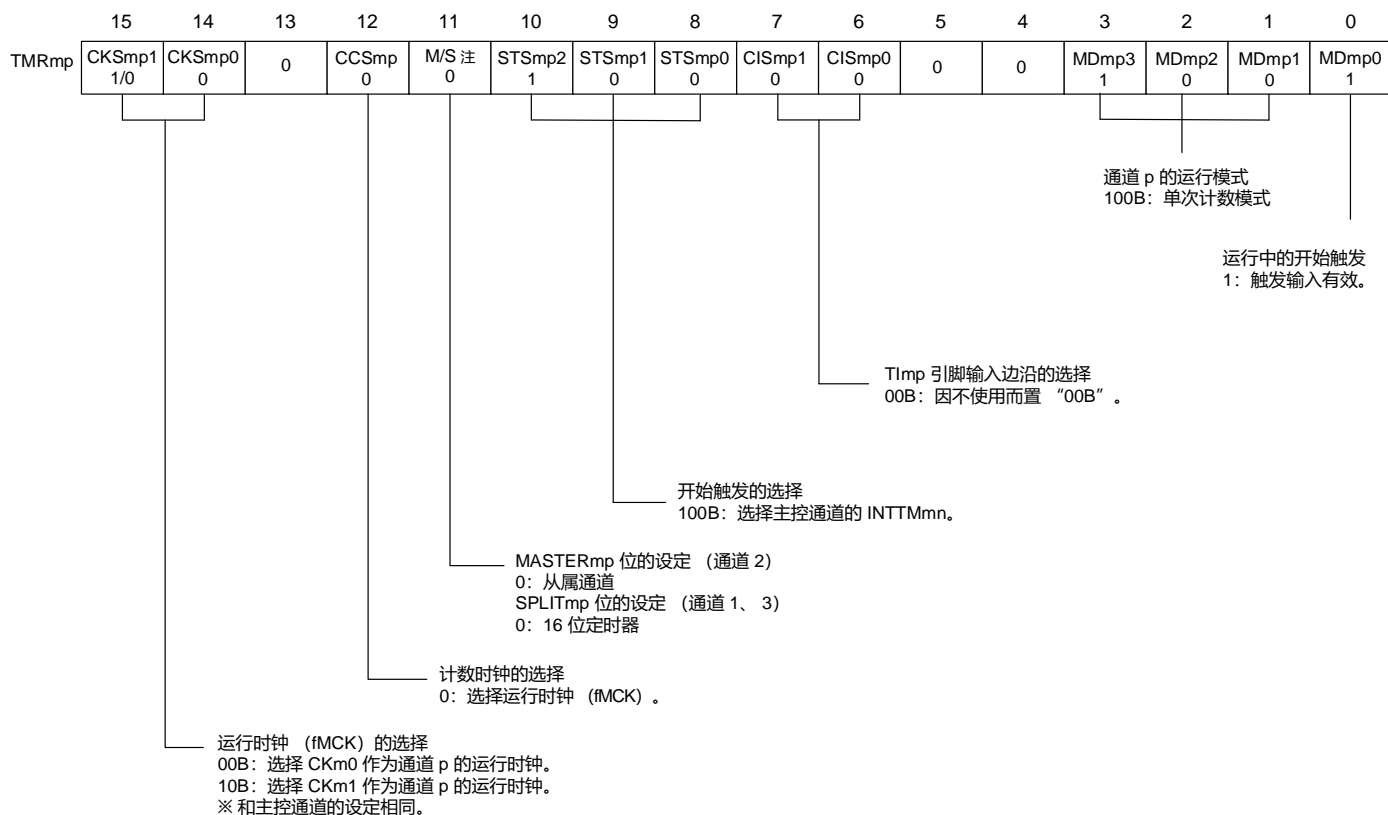 15 14 13 12 11 10 9 8 7 6 5 4 3 2 1 0
TMRmp CKSmp1 CKSmp0 0 CCSmp M/S 注 STSmp2 STSmp1 STSmp0 CISmp1 CISmp0 0 0 MDmp3 MDmp2 MDmp1 MDmp0
1/0 0 0 0 1 0 0 0 0 1 0 0 1
通道 p 的运行模式
100B：单次计数模式
运行中的开始触发
1：触发输入有效。
TImp 引脚输入边沿的选择
00B：因不使用而置 “00B”。
开始触发的选择
100B：选择主控通道的 INTTMmn。
MASTERmp 位的设定 （通道 2）
0：从属通道
SPLITmp 位的设定 （通道 1、 3）
0：16 位定时器
计数时钟的选择
0：选择运行时钟 （fMCK）。
运行时钟 （fMCK）的选择
00B：选择 CKm0 作为通道 p 的运行时钟。
10B：选择 CKm1 作为通道 p 的运行时钟。
※ 和主控通道的设定相同。